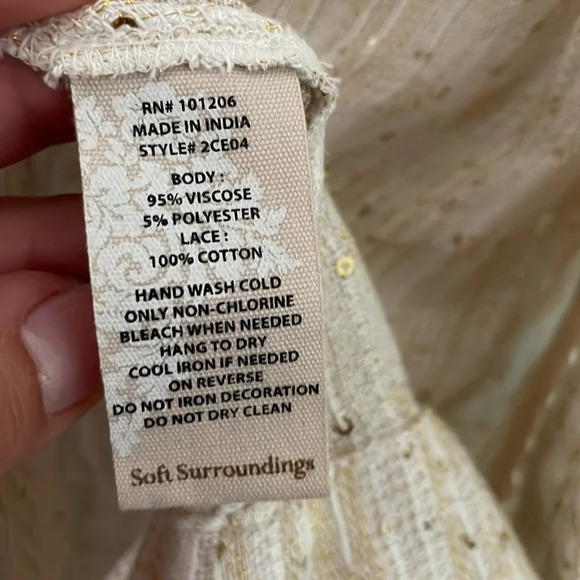 RN# 101206
MADE IN INDIA
STYLE# 2CE04
BODY :
95% VISCOSE
5% POLYESTER
LACE :
100% COTTON
HAND WASH COLD
ONLY NON-CHLORINE
BLEACH WHEN NEEDED
HANG TO DRY
COOL IRON IF NEEDED
ON REVERSE
DO NOT IRON DECORATION
DO NOT DRY CLEAN
Soft Surroundings